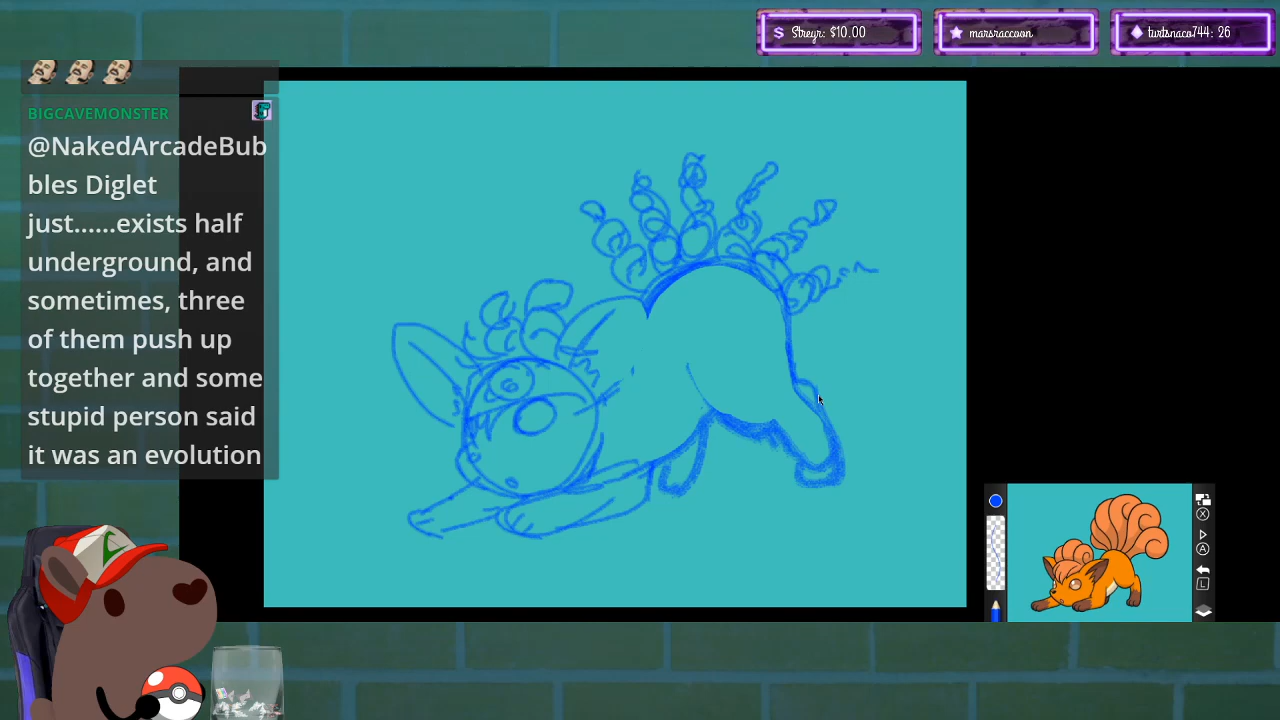 Streyr: $10.00
marsraccoon
twtsnaco744: 26
BIGCAVEMONSTER
@NakedArcadeBub
bles Diglet
just......exists half
underground, and
sometimes, three
of them push up
together and some
stupid person said
it was an evolution
A
L